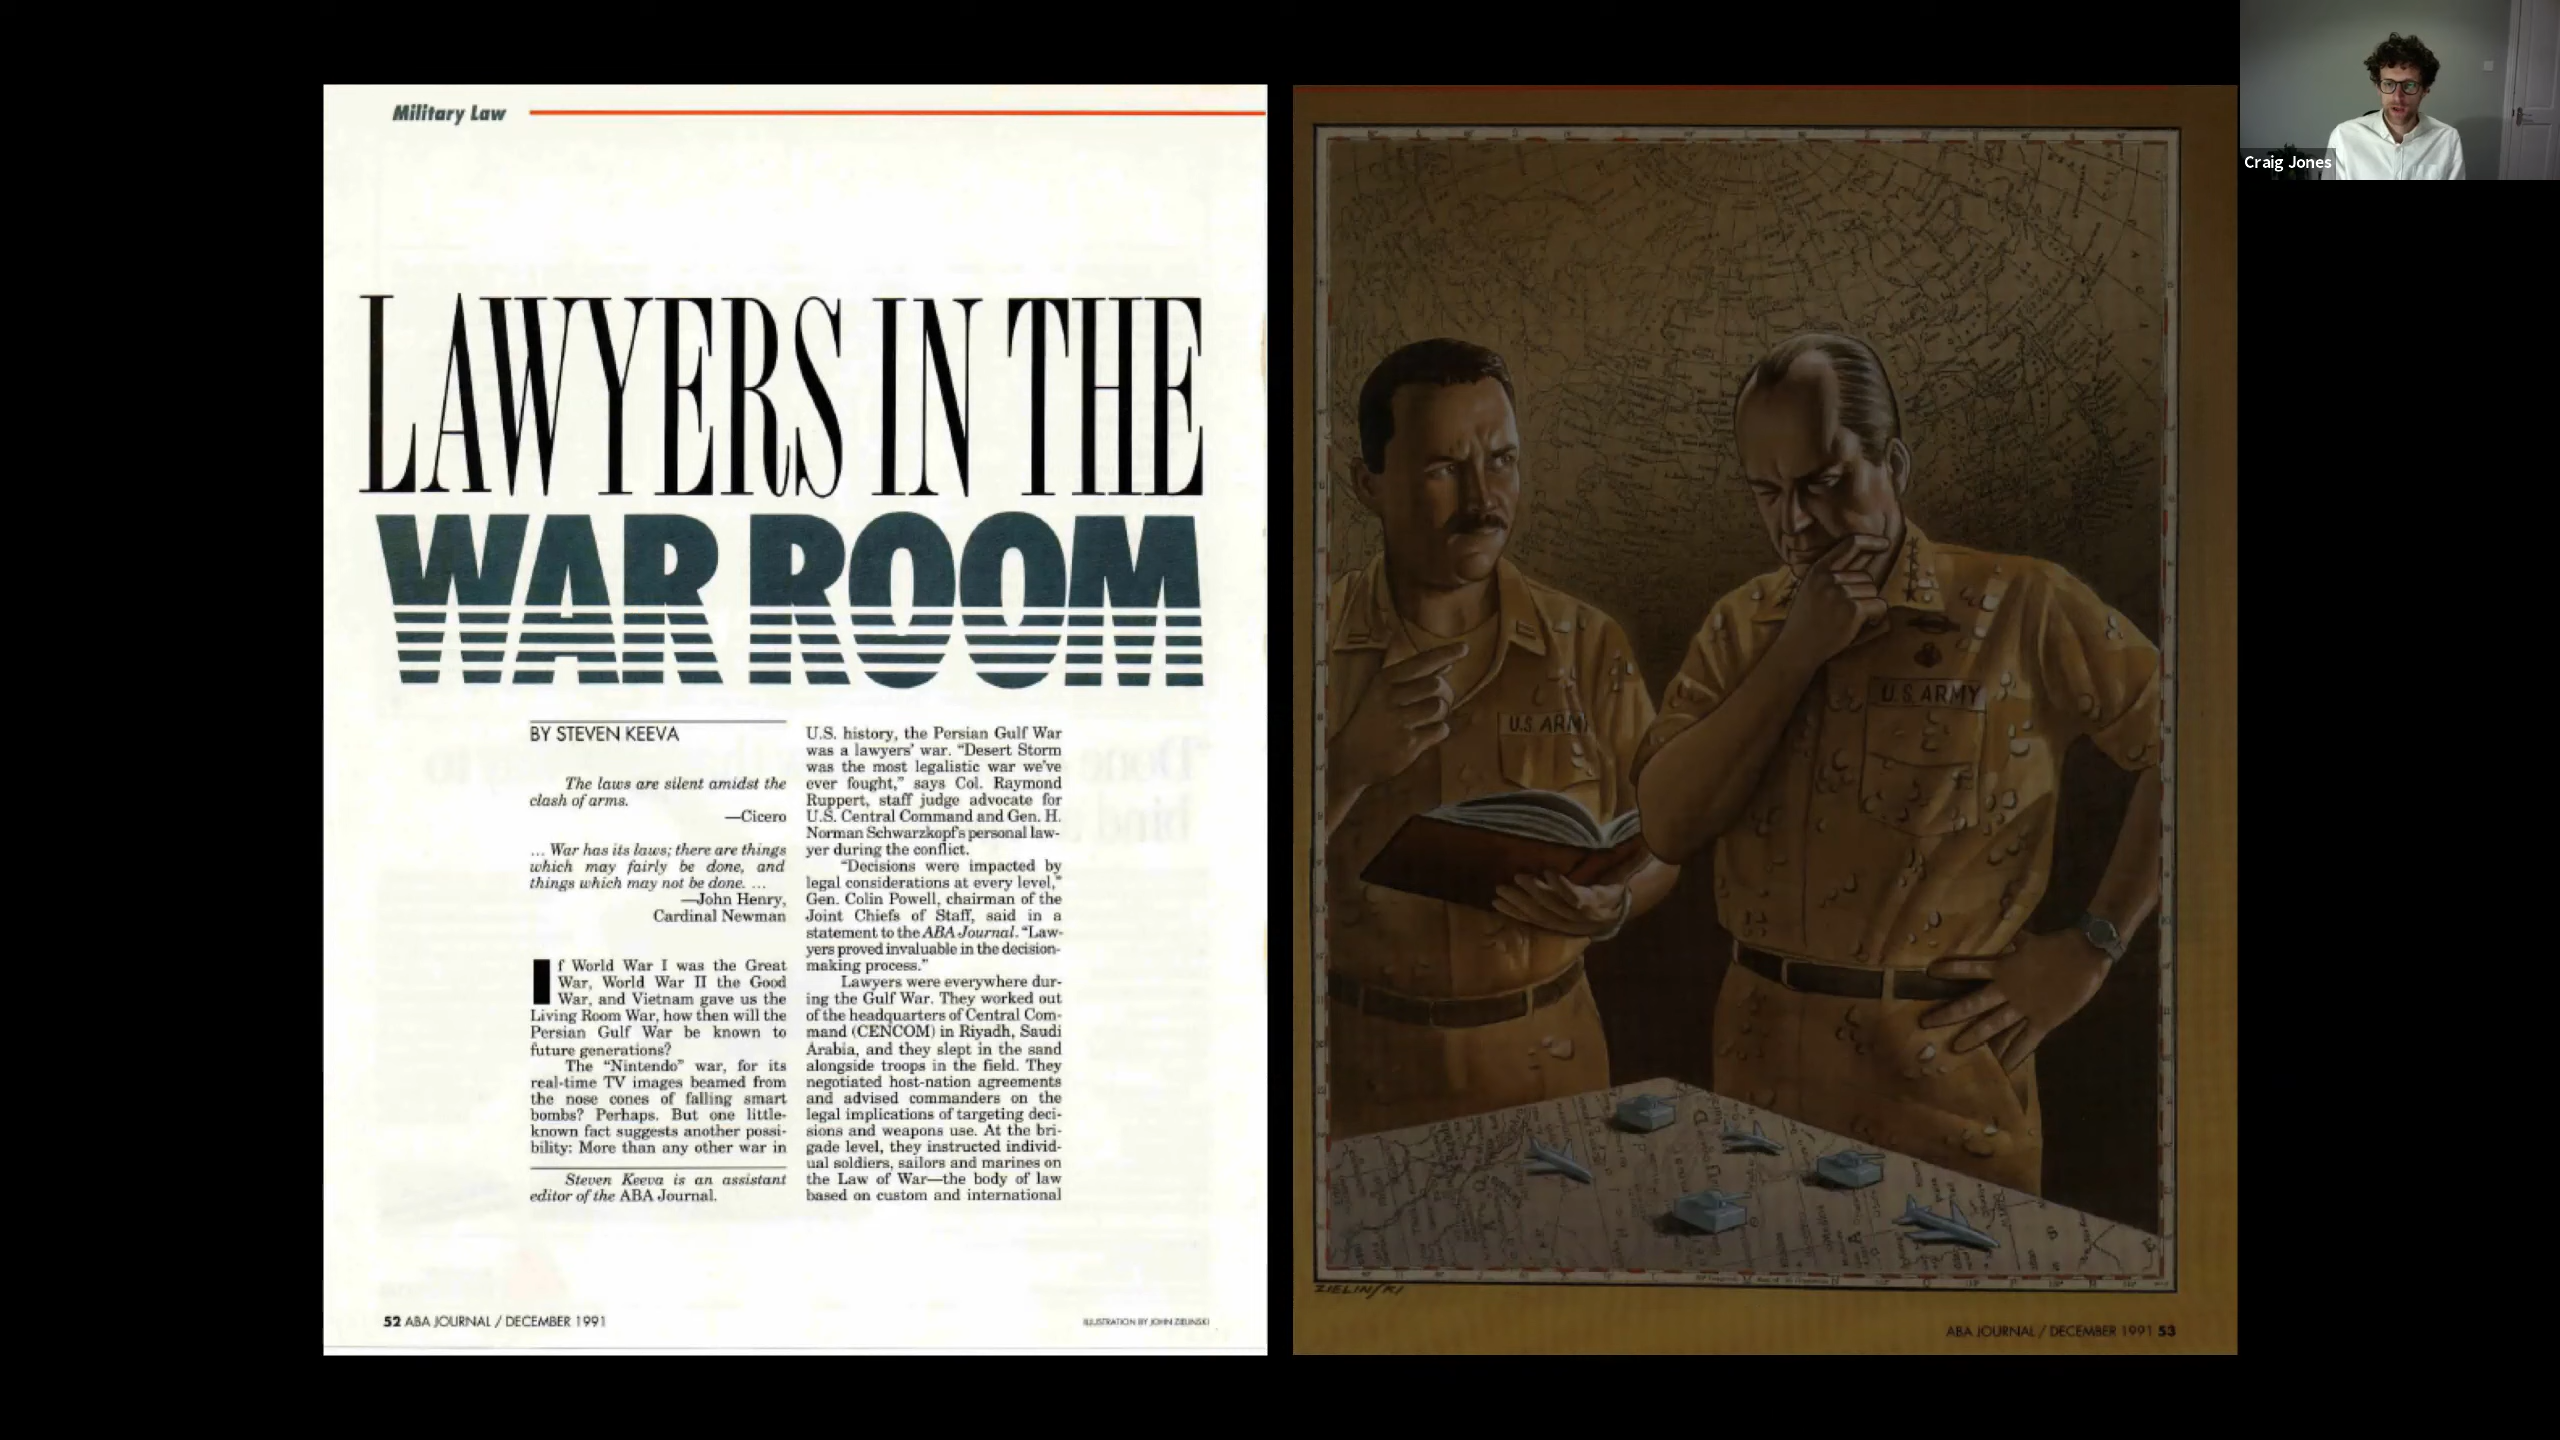 Military Law
LAWYERS IN THE
WAR ROOM
BY STEVEN KEEVA
The laws are silent amidst the
clash of arms.
—Cicero
... War has its laws; there are things
which may fairly be done, and
things which may not be done. ...
—John Henry,
Cardinal Newman
If World War I was the Great
War, World War II the Good
War, and Vietnam gave us the
Living Room War, how then will the
Persian Gulf War be known to
future generations?
The “Nintendo” war, for its
real-time TV images beamed from
the nose cones of falling smart
bombs? Perhaps. But one little-
known fact suggests another possi-
bility: More than any other war in
Steven Keeva is an assistant
editor of the ABA Journal.
U.S. history, the Persian Gulf War
was a lawyers’ war. “Desert Storm
was the most legalistic war we’ve
ever fought,” says Col. Raymond
Ruppert, staff judge advocate for
U.S. Central Command and Gen. H.
Norman Schwarzkopf’s personal law-
yer during the conflict.
“Decisions were impacted by
legal considerations at every level,”
Gen. Colin Powell, chairman of the
Joint Chiefs of Staff, said in a
statement to the ABA Journal. “Law-
yers proved invaluable in the decision-
making process.”
Lawyers were everywhere dur-
ing the Gulf War. They worked out
of the headquarters of Central Com-
mand (CENCOM) in Riyadh, Saudi
Arabia, and they slept in the sand
alongside troops in the field. They
negotiated host-nation agreements
and advised commanders on the
legal implications of targeting deci-
sions and weapons use. At the bri-
gade level, they instructed individ-
ual soldiers, sailors and marines on
the Law of War—the body of law
based on custom and international
52 ABA JOURNAL / DECEMBER 1991
ILLUSTRATION BY JOHN ZIELINSKI
U.S ARMY
U.S ARMY
ZIELINSKI
ABA JOURNAL / DECEMBER 1991 53
Craig Jones